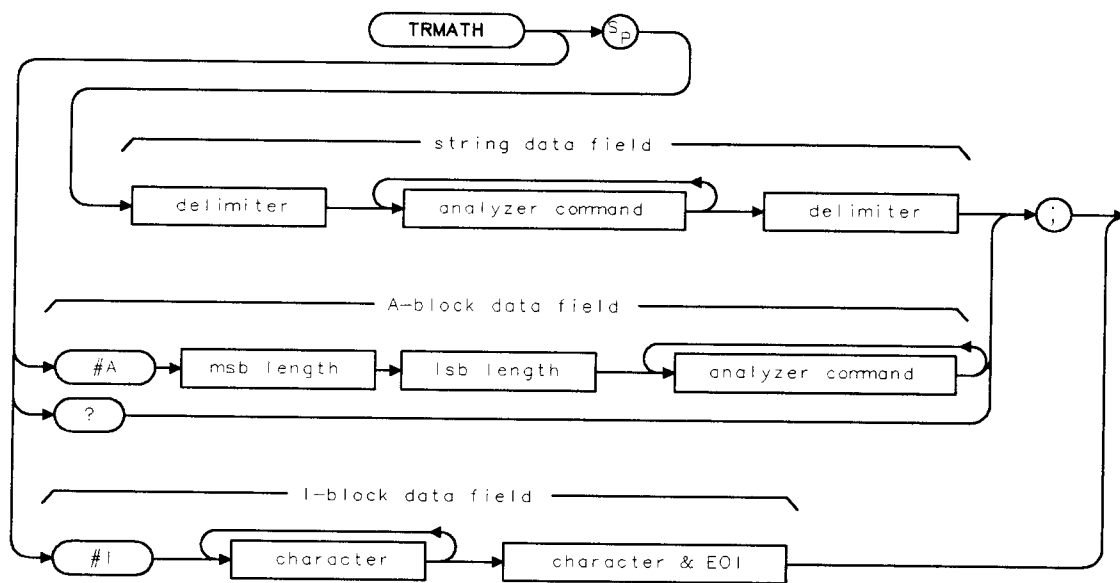 TRMATH
SP
string data field
delimiter
analyzer command
delimiter
;
A-block data field
#A
msb length
lsb length
analyzer command
?
I-block data field
#I
character
character & EOI